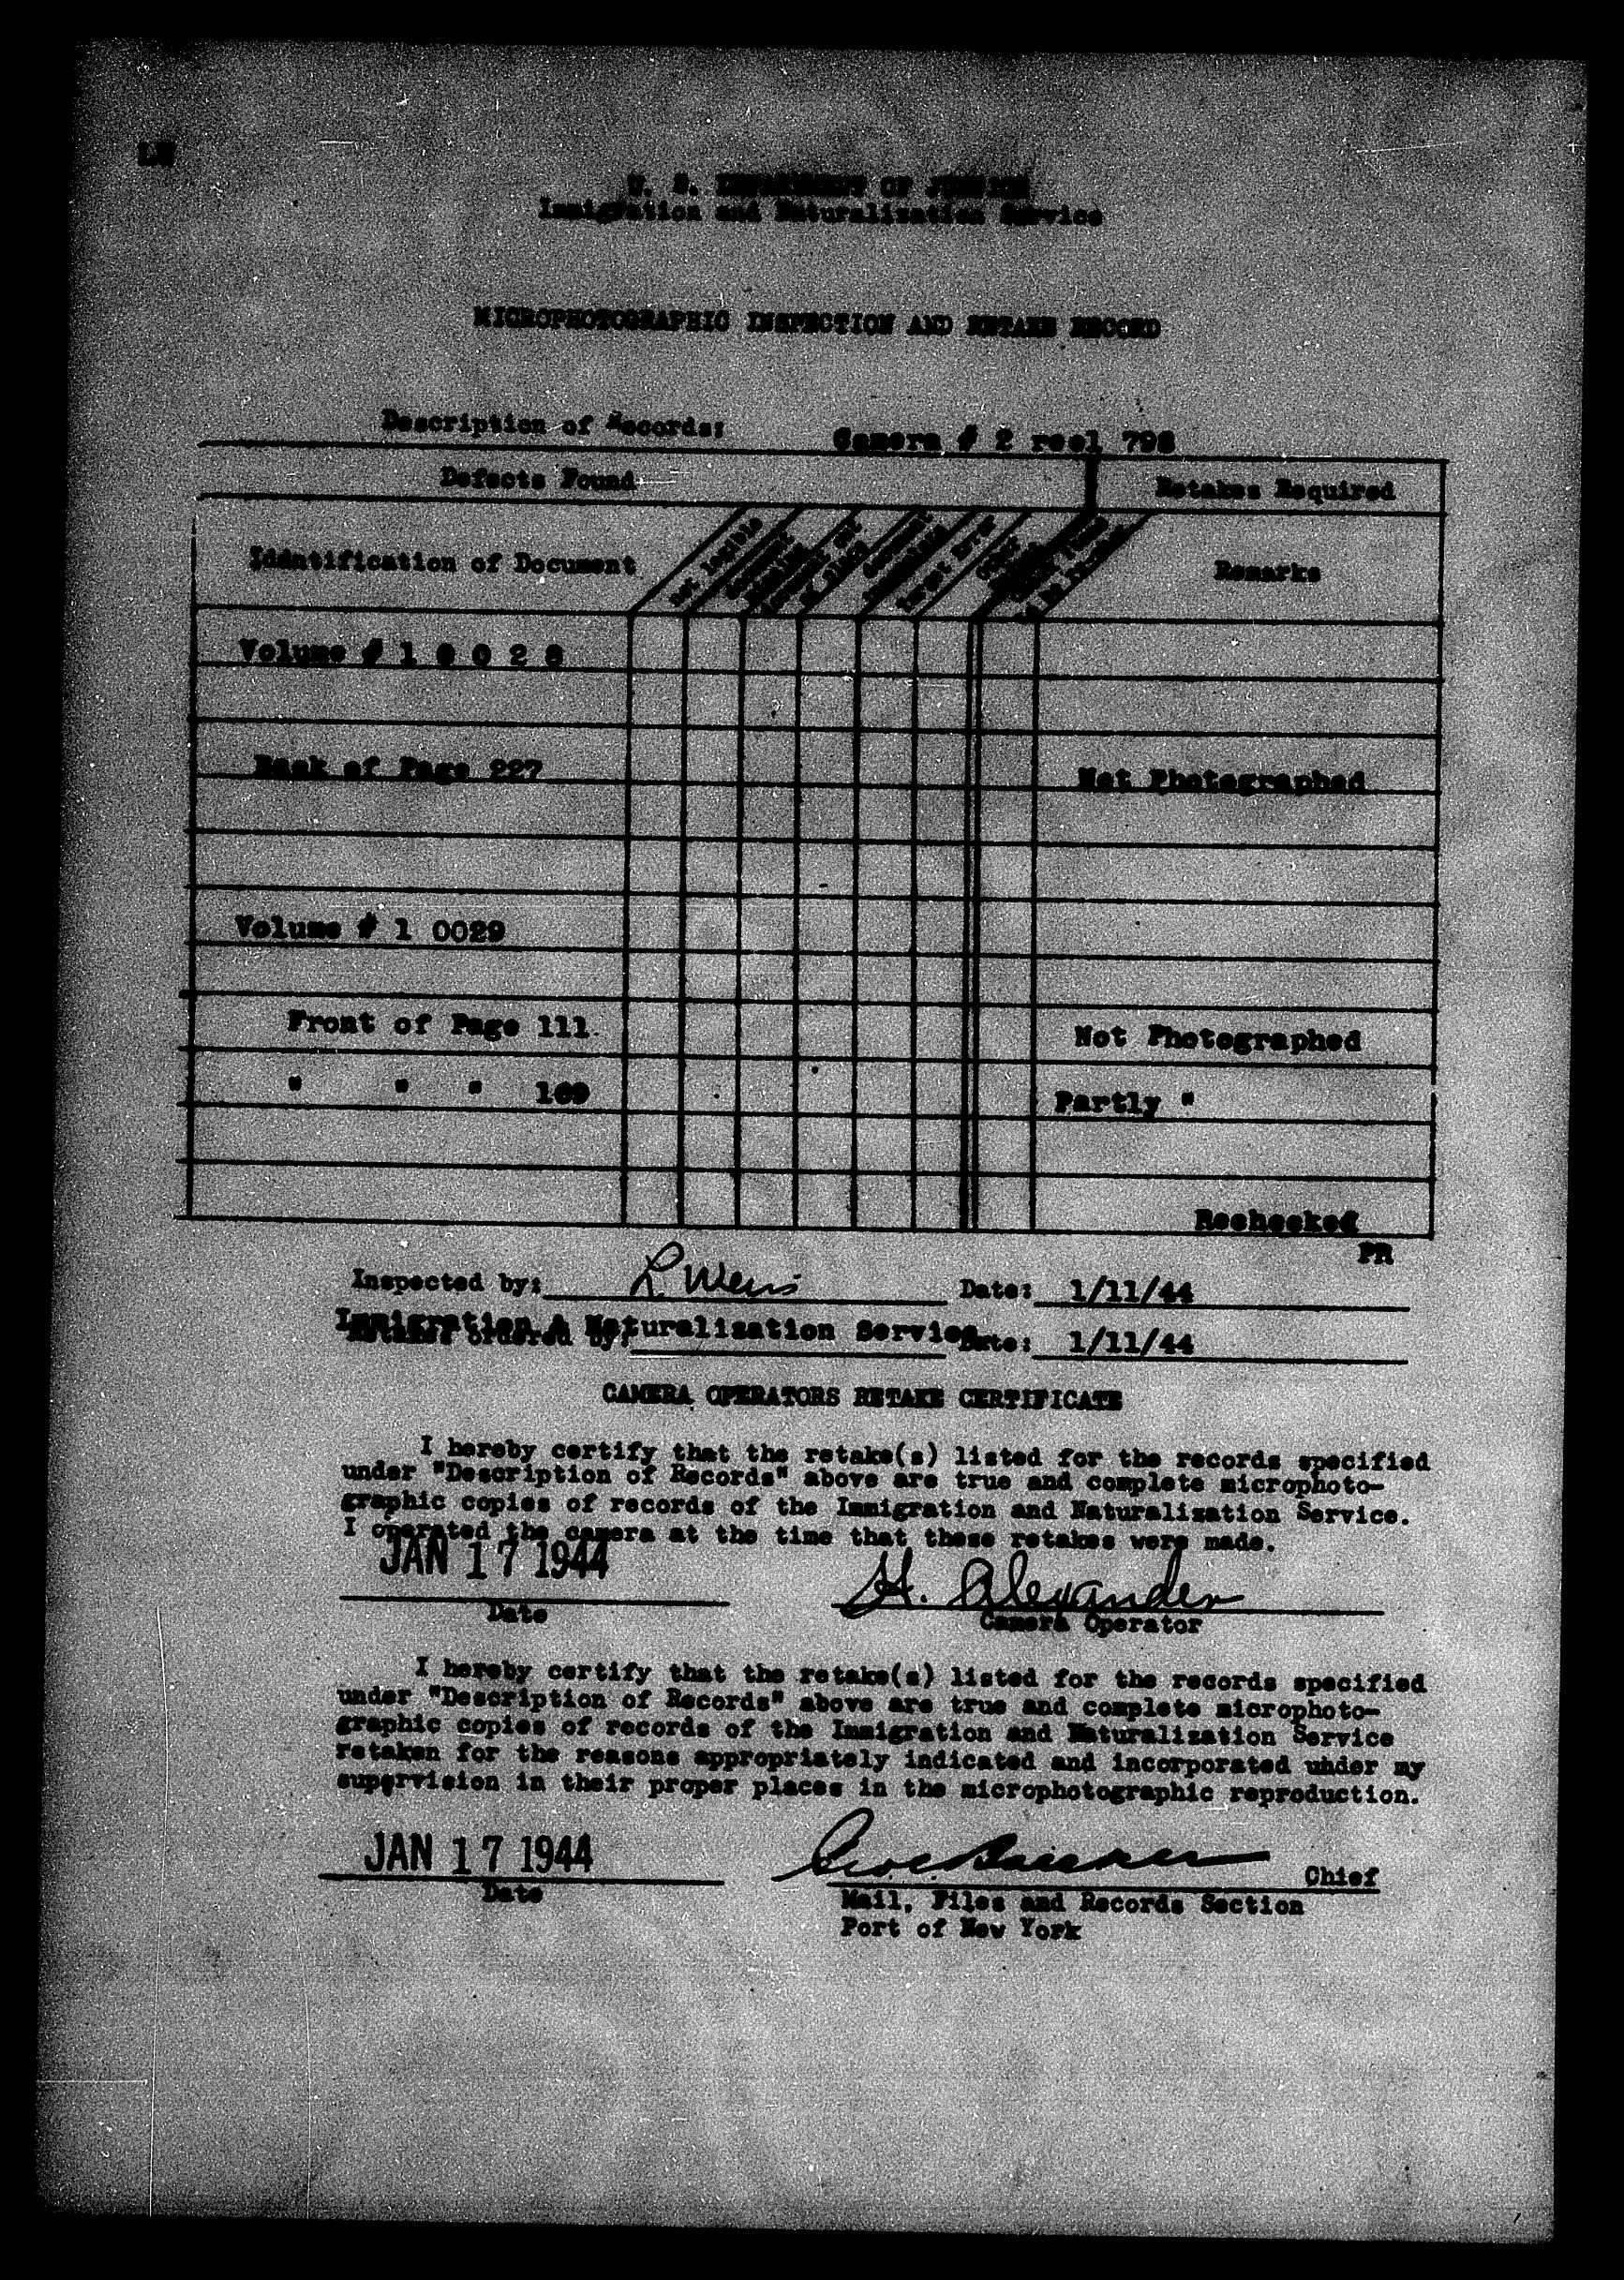 U. S. DEPARTMENT OF JUSTICE
Immigration and Naturalization Service
MICROPHOTOGRAPHIC INSPECTION AND RETAKE RECORD
Description of Records: Camera # 2 reel 798
Defects Found Retakes Required
Identification of Document Not legible Remarks
Volume # 1 0 0 2 8
Back of Page 227 Not Photographed
Volume # 1 0029
Front of Page 111. Not Photographed
" " " 169 Partly "
Rechecked
PR
Inspected by: R Weis Date: 1/11/44
Immigration & Naturalization Service
Retakes ordered by: Date: 1/11/44
CAMERA OPERATORS RETAKE CERTIFICATE
I hereby certify that the retake(s) listed for the records specified
under "Description of Records" above are true and complete microphoto-
graphic copies of records of the Immigration and Naturalization Service.
I operated the camera at the time that these retakes were made.
JAN 17 1944 H. Alexander
Date Camera Operator
I hereby certify that the retake(s) listed for the records specified
under "Description of Records" above are true and complete microphoto-
graphic copies of records of the Immigration and Naturalization Service
retaken for the reasons appropriately indicated and incorporated under my
supervision in their proper places in the microphotographic reproduction.
JAN 17 1944 Chief
Date Mail, Files and Records Section
Port of New York